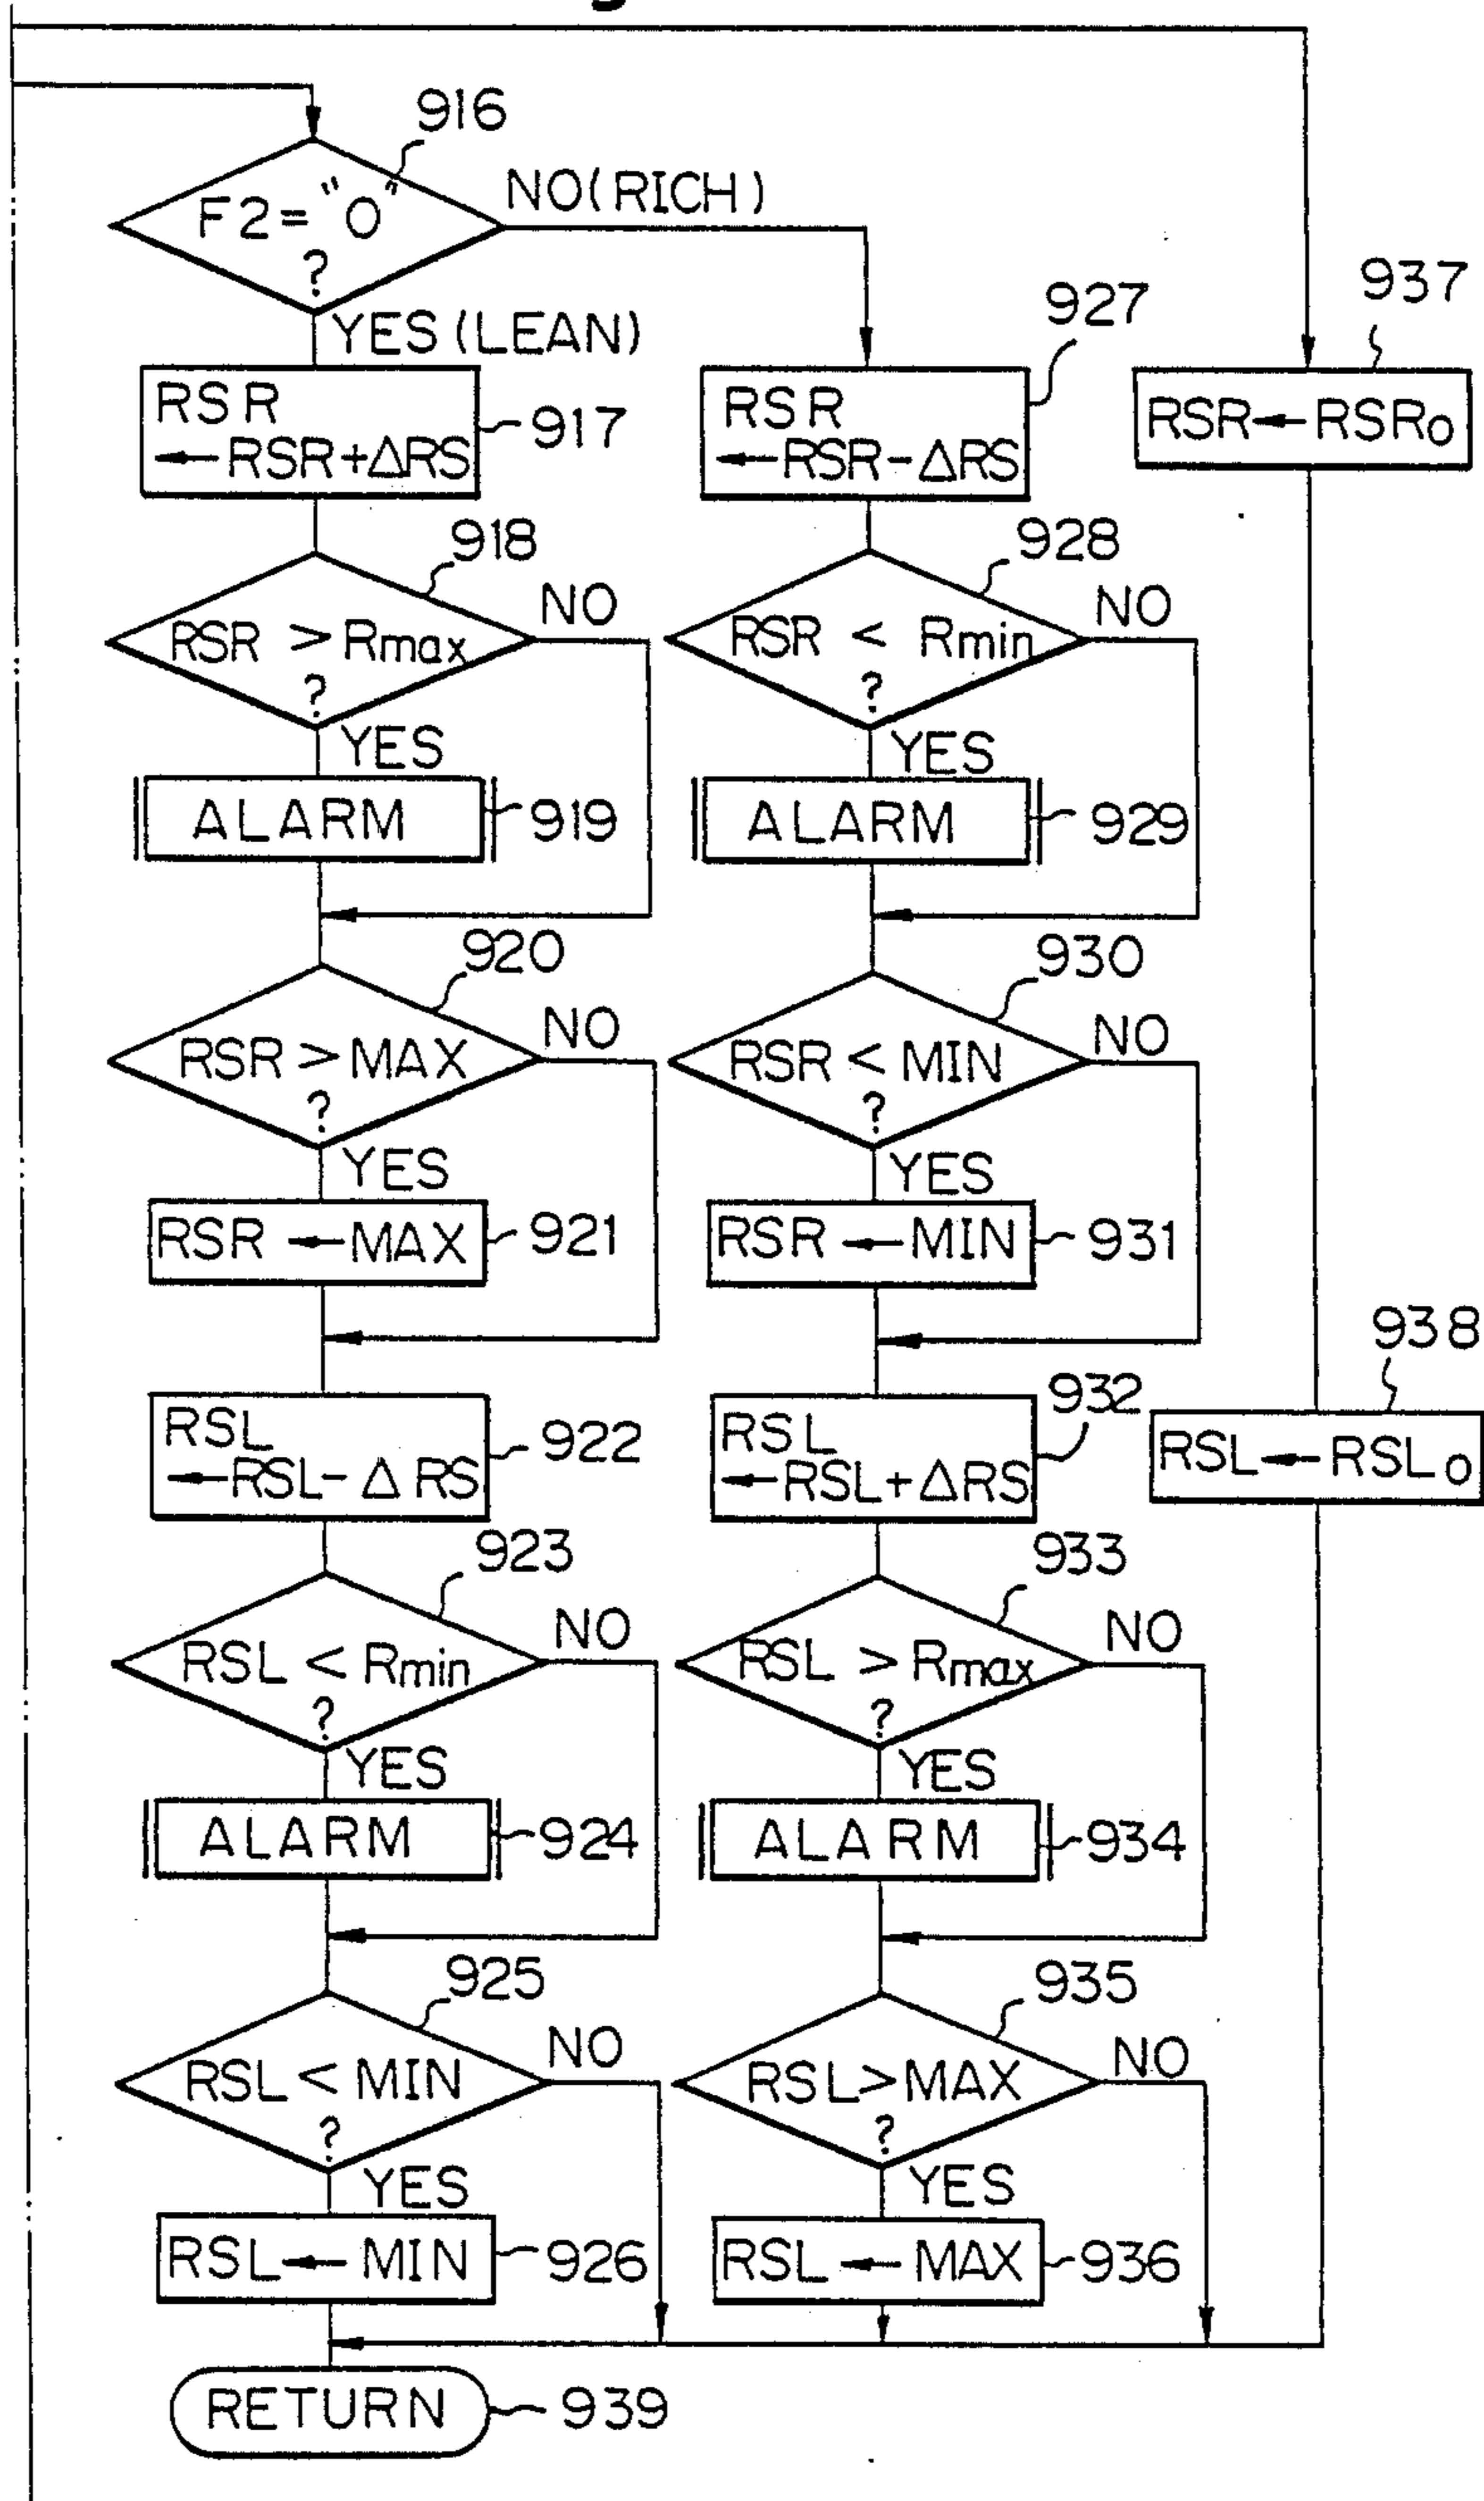 916
F2="0"
?
NO(RICH)
YES(LEAN)
RSR
←RSR+ΔRS
917
918
RSR > Rmax
?
NO
YES
ALARM
919
920
RSR > MAX
?
NO
YES
RSR ← MAX
921
RSL
←RSL-ΔRS
922
923
RSL < Rmin
?
NO
YES
ALARM
924
925
RSL < MIN
?
NO
YES
RSL ← MIN
926
RETURN
939
927
RSR
←RSR-ΔRS
928
RSR < Rmin
?
NO
YES
ALARM
929
930
RSR < MIN
?
NO
YES
RSR ← MIN
931
932
RSL
←RSL+ΔRS
933
RSL > Rmax
?
NO
YES
ALARM
934
935
RSL>MAX
?
NO
YES
RSL ← MAX
936
937
RSR←RSR0
938
RSL←RSL0